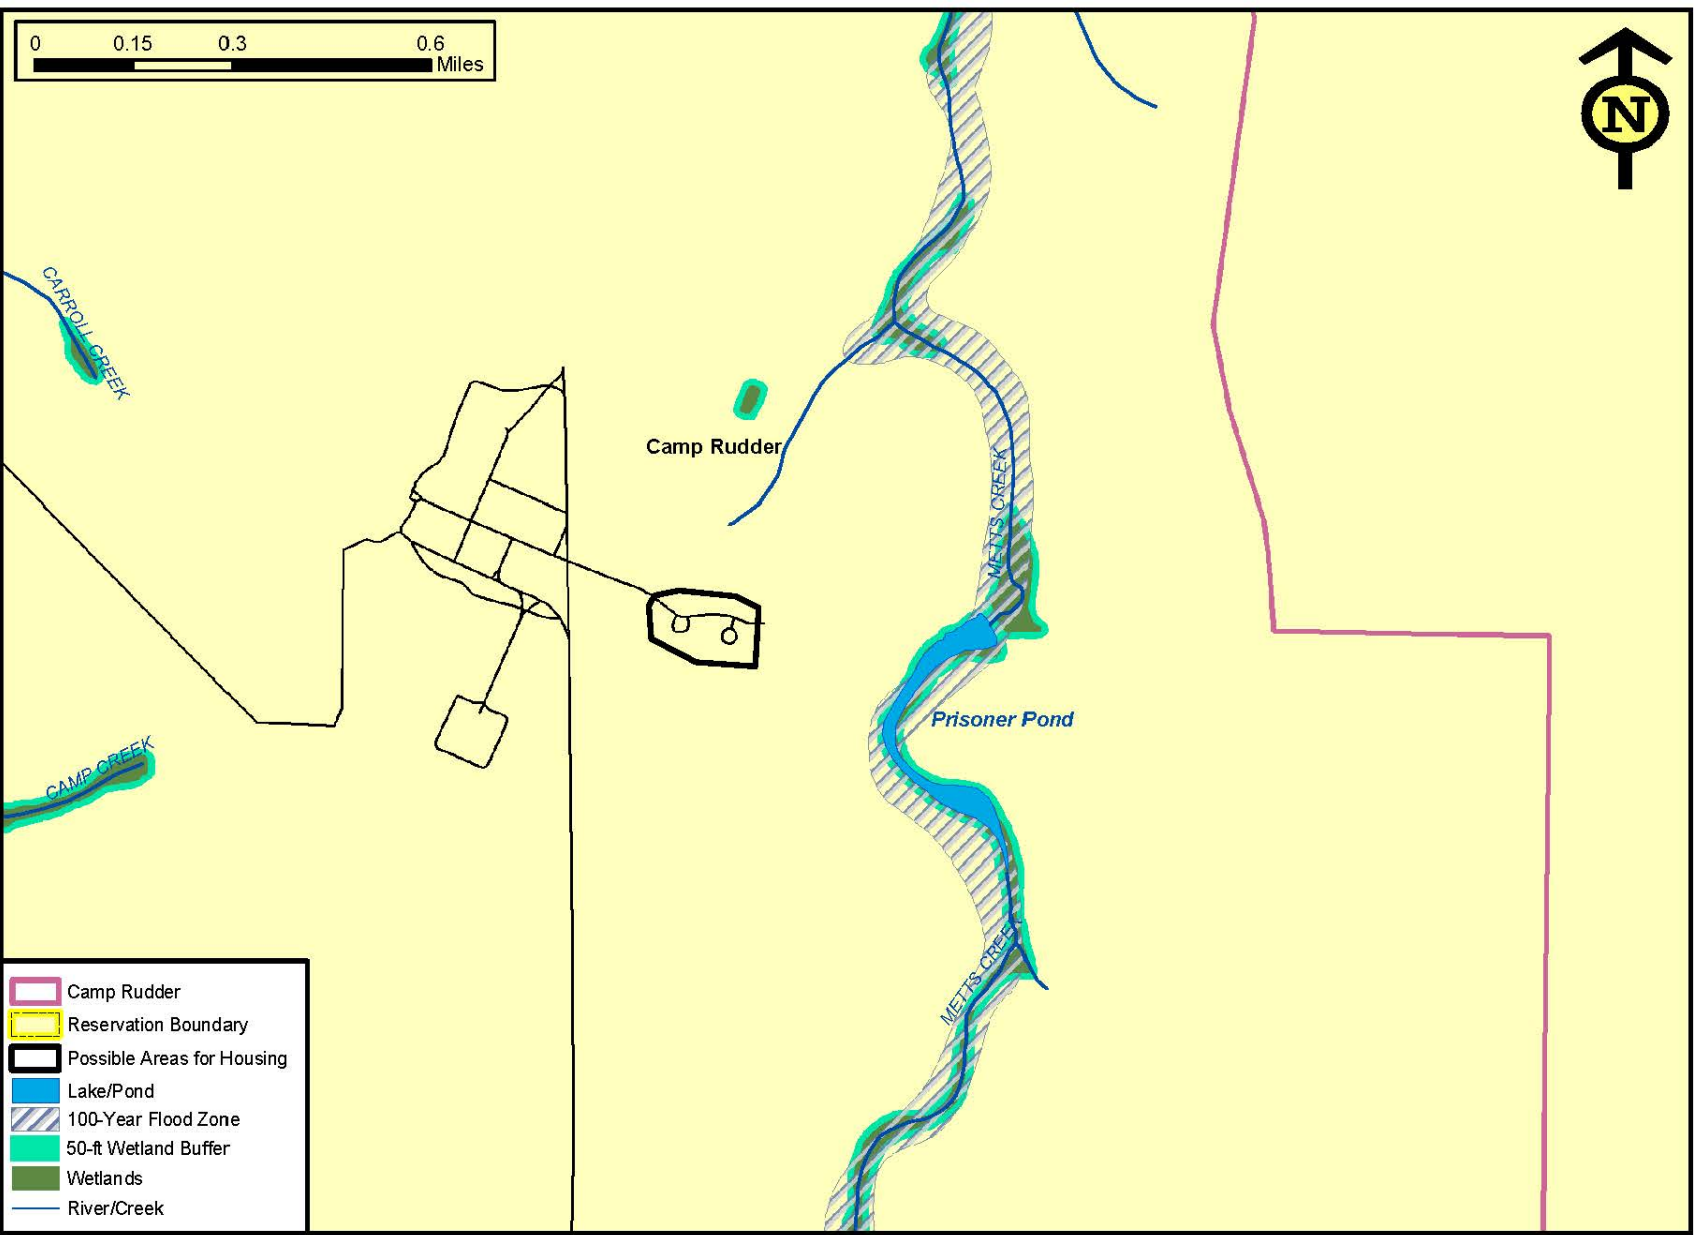 0 0.15 0.3 0.6
Miles
N
CARROLL CREEK
Camp Rudder
METTS CREEK
Prisoner Pond
CAMP CREEK
METTS CREEK
Camp Rudder
Reservation Boundary
Possible Areas for Housing
Lake/Pond
100-Year Flood Zone
50-ft Wetland Buffer
Wetlands
River/Creek